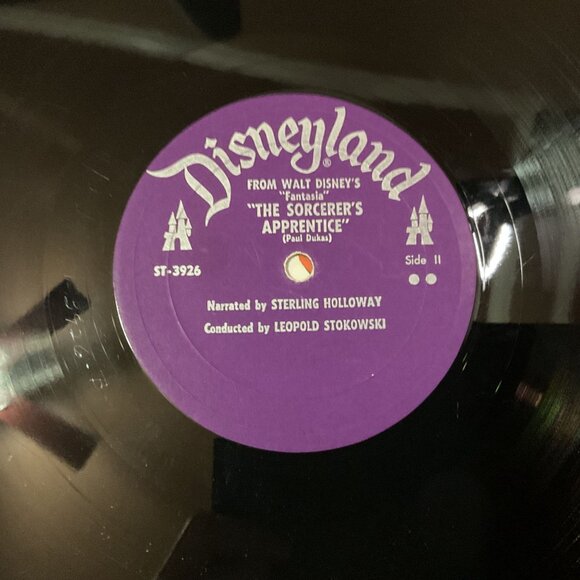 Disneyland®
FROM WALT DISNEY'S
"Fantasia"
"THE SORCERER'S
APPRENTICE"
(Paul Dukas)
ST-3926
Side II
Narrated by STERLING HOLLOWAY
Conducted by LEOPOLD STOKOWSKI